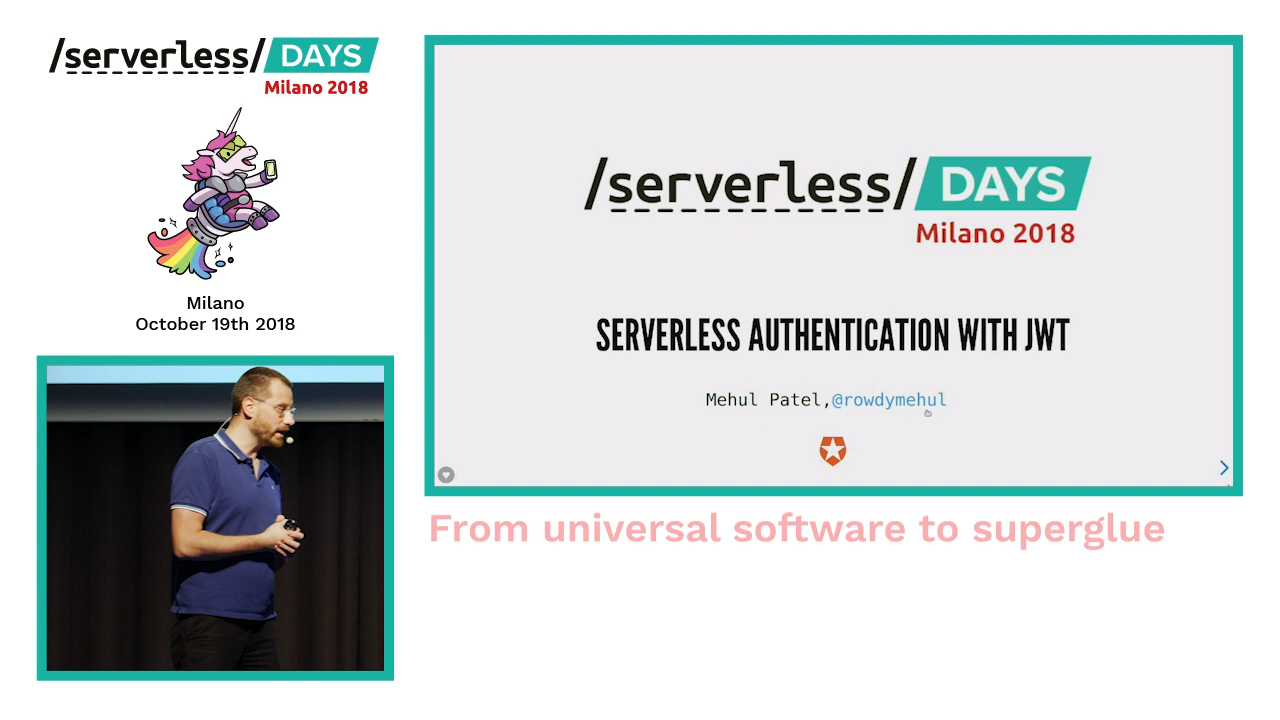 /serverless/DAYS
Milano 2018
Milano
October 19th 2018
/serverless/DAYS
Milano 2018
SERVERLESS AUTHENTICATION WITH JWT
Mehul Patel,@rowdymehul
From universal software to superglue